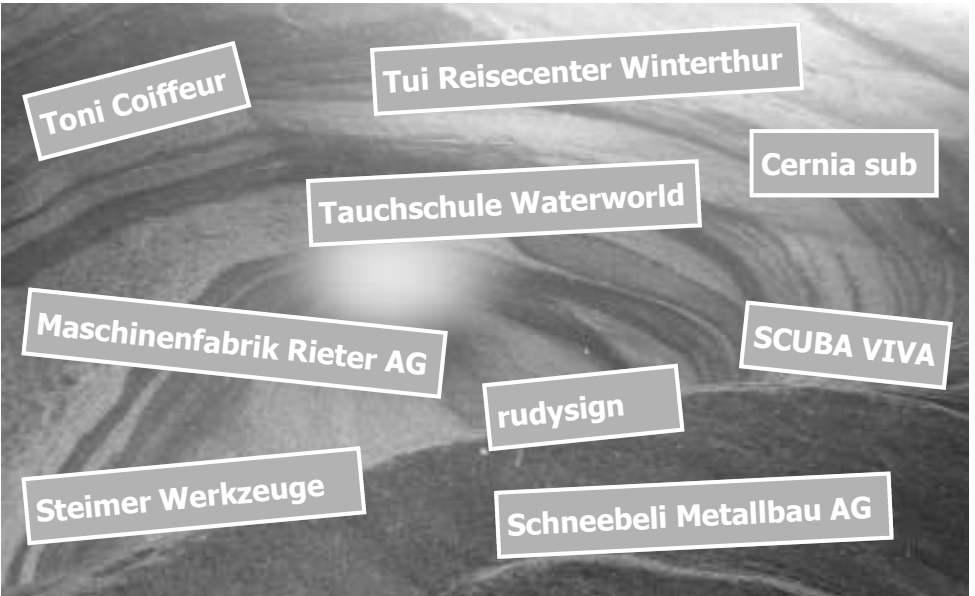 Toni Coiffeur
Tui Reisecenter Winterthur
Cernia sub
Tauchschule Waterworld
Maschinenfabrik Rieter AG
SCUBA VIVA
rudysign
Steimer Werkzeuge
Schneebeli Metallbau AG